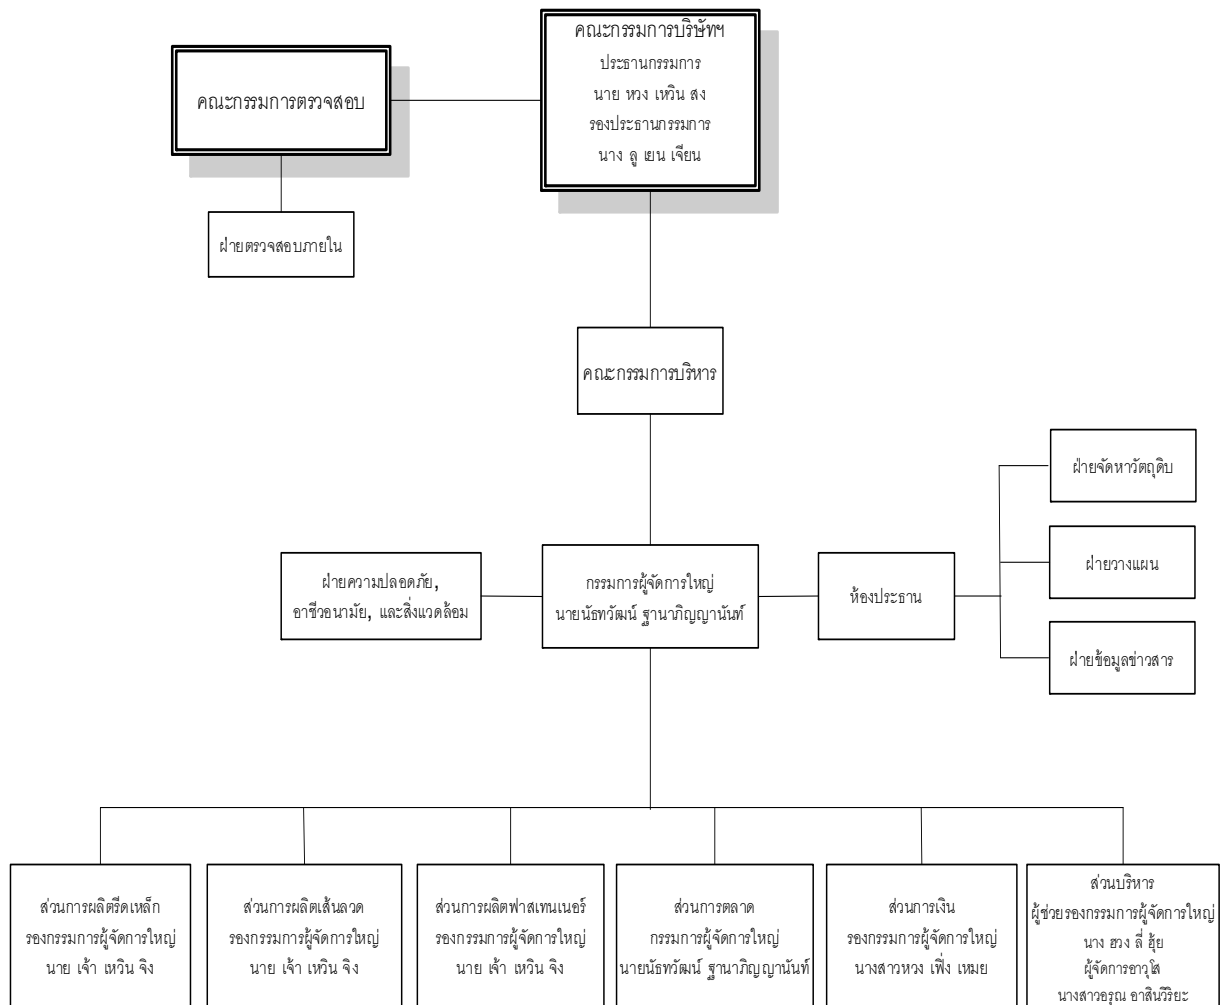 คณะกรรมการบริษัทฯ
ประธานกรรมการ
นาย หวง เหวิน สง
รองประธานกรรมการ
นาง ลู เยน เจียน
คณะกรรมการตรวจสอบ
ฝ่ายตรวจสอบภายใน
คณะกรรมการบริหาร
ฝ่ายความปลอดภัย,
อาชีวอนามัย, และสิ่งแวดล้อม
กรรมการผู้จัดการใหญ่
นายนัธทวัฒน์ ฐานาภิญญานันท์
ห้องประธาน
ฝ่ายจัดหาวัตถุดิบ
ฝ่ายวางแผน
ฝ่ายข้อมูลข่าวสาร
ส่วนการผลิตรีดเหล็ก
รองกรรมการผู้จัดการใหญ่
นาย เจ้า เหวิน จิง
ส่วนการผลิตเส้นลวด
รองกรรมการผู้จัดการใหญ่
นาย เจ้า เหวิน จิง
ส่วนการผลิตฟาสเทนเนอร์
รองกรรมการผู้จัดการใหญ่
นาย เจ้า เหวิน จิง
ส่วนการตลาด
กรรมการผู้จัดการใหญ่
นายนัธทวัฒน์ ฐานาภิญญานันท์
ส่วนการเงิน
รองกรรมการผู้จัดการใหญ่
นางสาวหวง เฟิ่ง เหมย
ส่วนบริหาร
ผู้ช่วยรองกรรมการผู้จัดการใหญ่
นาง ฮวง ลี่ ฮุ้ย
ผู้จัดการอาวุโส
นางสาวอรุณ อาสินวิริยะ